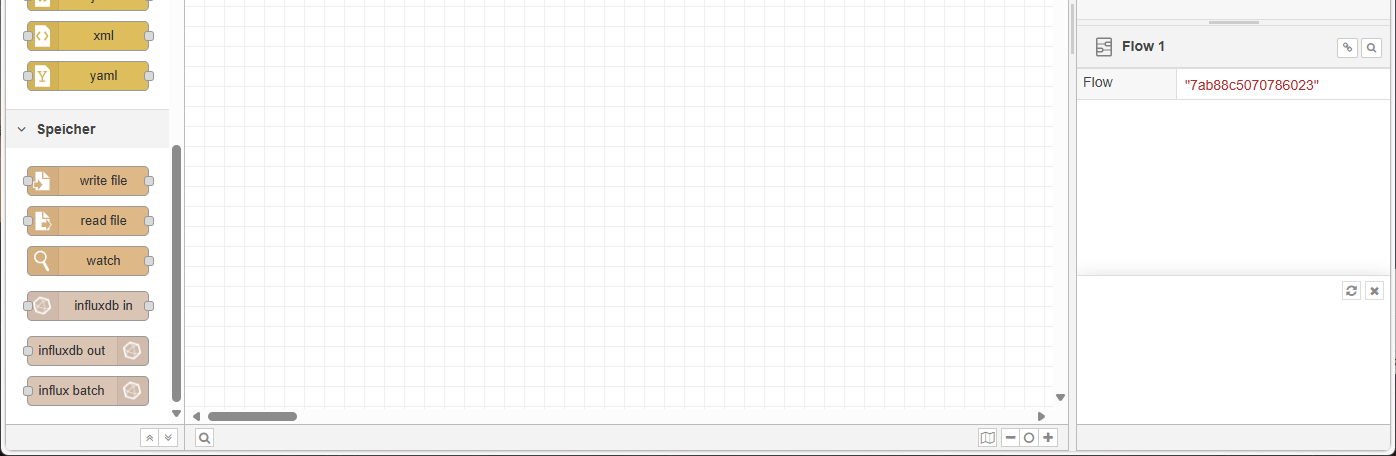 xml
yaml
Speicher
write file
read file
watch
influxdb in
influxdb out
influx batch
Flow 1
Flow "7ab88c5070786023"